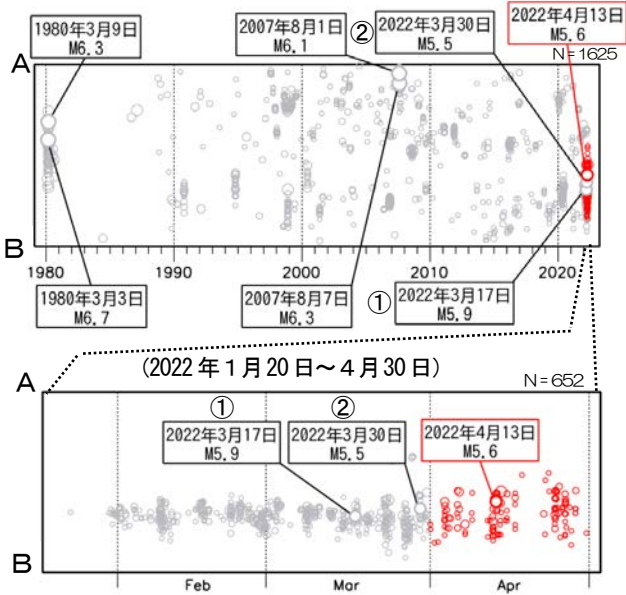 1980年3月9日
M6.3
2007年8月1日
M6.1
②
2022年3月30日
M5.5
2022年4月13日
M5.6
A
N=1625
B
1980
1990
2000
2010
2020
1980年3月3日
M6.7
2007年8月7日
M6.3
①
2022年3月17日
M5.9
(2022年1月20日～4月30日)
A
N=652
①
②
2022年3月17日
M5.9
2022年3月30日
M5.5
2022年4月13日
M5.6
B
Feb
Mar
Apr